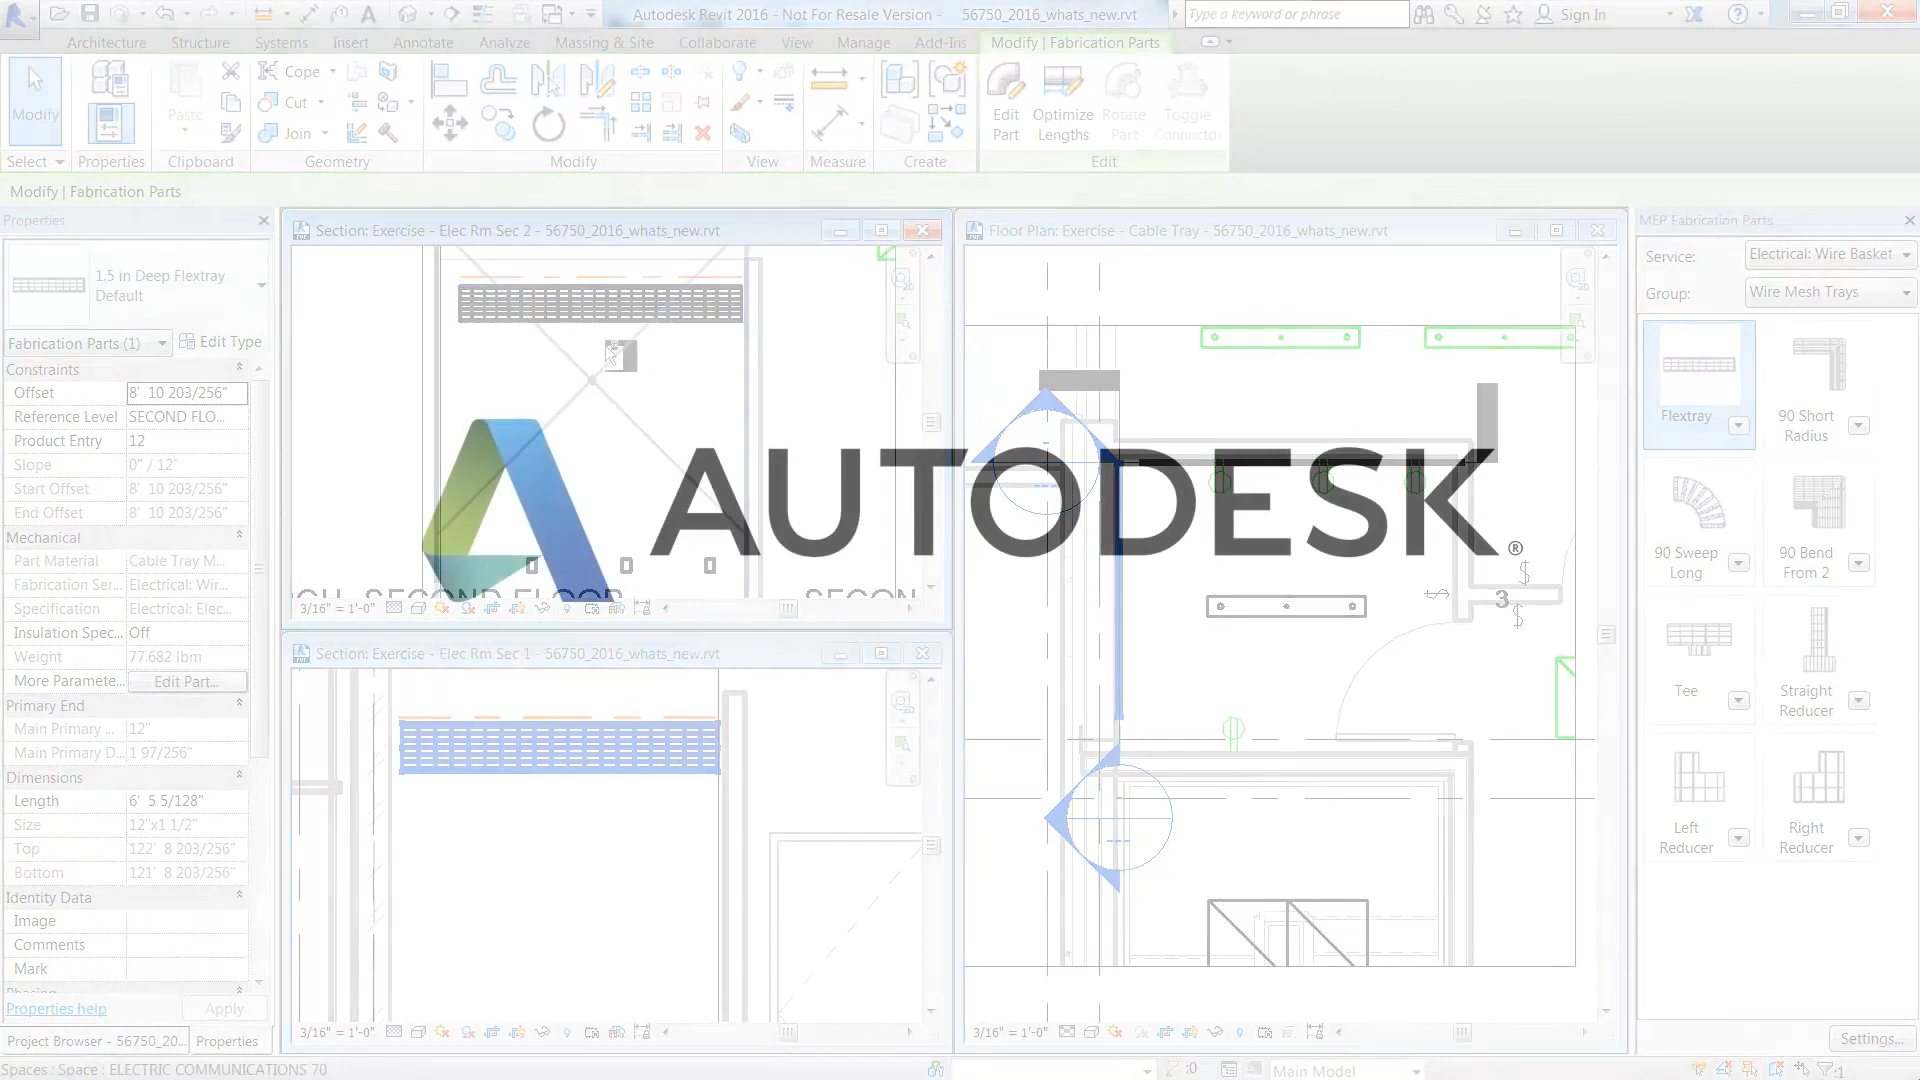 Autodesk Revit 2016 - Not For Resale Version - 56750_2016_whats_new.rvt
Type a keyword or phrase
Sign In
Architecture Structure Systems Insert Annotate Analyze Massing & Site Collaborate View Manage Add-Ins Modify | Fabrication Parts
Modify
Paste
Cope
Cut
Join
Edit Part
Optimize Lengths
Rotate Part
Toggle Connector
Select Properties Clipboard Geometry Modify View Measure Create Edit
Modify | Fabrication Parts
Properties
1.5 in Deep Flextray
Default
Fabrication Parts (1)
Edit Type
Constraints
Offset 8' 10 203/256"
Reference Level SECOND FLO...
Product Entry 12
Slope 0" / 12"
Start Offset 8' 10 203/256"
End Offset 8' 10 203/256"
Mechanical
Part Material Cable Tray M...
Fabrication Ser... Electrical: Wir...
Specification Electrical: Elec...
Insulation Spec... Off
Weight 77.682 lbm
More Paramete... Edit Part...
Primary End
Main Primary ... 12"
Main Primary D... 1 97/256"
Dimensions
Length 6' 5 5/128"
Size 12"x1 1/2"
Top 122' 8 203/256"
Bottom 121' 8 203/256"
Identity Data
Image
Comments
Mark
Properties help
Apply
Project Browser - 56750_20...
Properties
Section: Exercise - Elec Rm Sec 2 - 56750_2016_whats_new.rvt
SECOND FLOOR
SECON
3/16" = 1'-0"
Section: Exercise - Elec Rm Sec 1 - 56750_2016_whats_new.rvt
3/16" = 1'-0"
Floor Plan: Exercise - Cable Tray - 56750_2016_whats_new.rvt
AUTODESK®
$
$
3
$
3/16" = 1'-0"
MEP Fabrication Parts
Service: Electrical: Wire Basket
Group: Wire Mesh Trays
Flextray
90 Short Radius
90 Sweep Long
90 Bend From 2
Tee
Straight Reducer
Left Reducer
Right Reducer
Settings...
Spaces : Space : ELECTRIC COMMUNICATIONS 70
:0
Main Model
:1